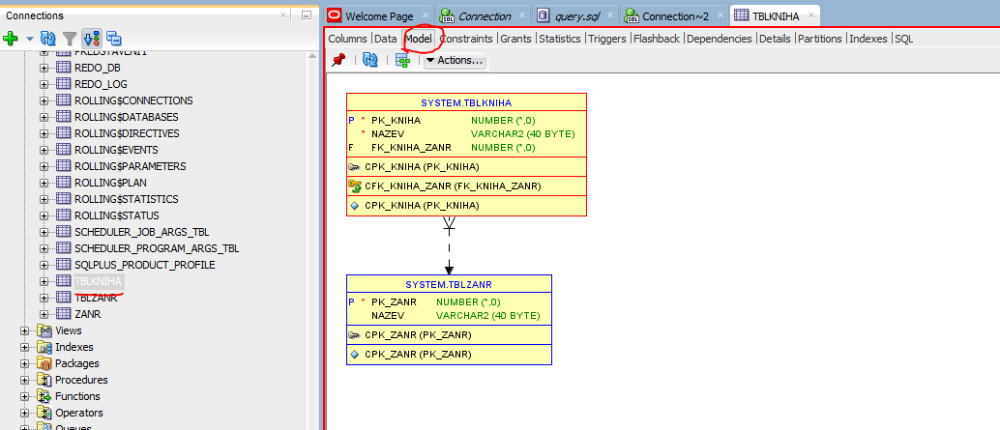 Connections
Welcome Page
Connection
query.sql
Connection~2
TBLKNIHA
Columns Data Model Constraints Grants Statistics Triggers Flashback Dependencies Details Partitions Indexes SQL
Actions...
REDO_DB
REDO_LOG
ROLLING$CONNECTIONS
ROLLING$DATABASES
ROLLING$DIRECTIVES
ROLLING$EVENTS
ROLLING$PARAMETERS
ROLLING$PLAN
ROLLING$STATISTICS
ROLLING$STATUS
SCHEDULER_JOB_ARGS_TBL
SCHEDULER_PROGRAM_ARGS_TBL
SQLPLUS_PRODUCT_PROFILE
TBLKNIHA
TBLZANR
ZANR
Views
Indexes
Packages
Procedures
Functions
Operators
Queues
SYSTEM.TBLKNIHA
P * PK_KNIHA NUMBER (*,0)
* NAZEV VARCHAR2 (40 BYTE)
F FK_KNIHA_ZANR NUMBER (*,0)
CPK_KNIHA (PK_KNIHA)
CFK_KNIHA_ZANR (FK_KNIHA_ZANR)
CPK_KNIHA (PK_KNIHA)
SYSTEM.TBLZANR
P * PK_ZANR NUMBER (*,0)
NAZEV VARCHAR2 (40 BYTE)
CPK_ZANR (PK_ZANR)
CPK_ZANR (PK_ZANR)